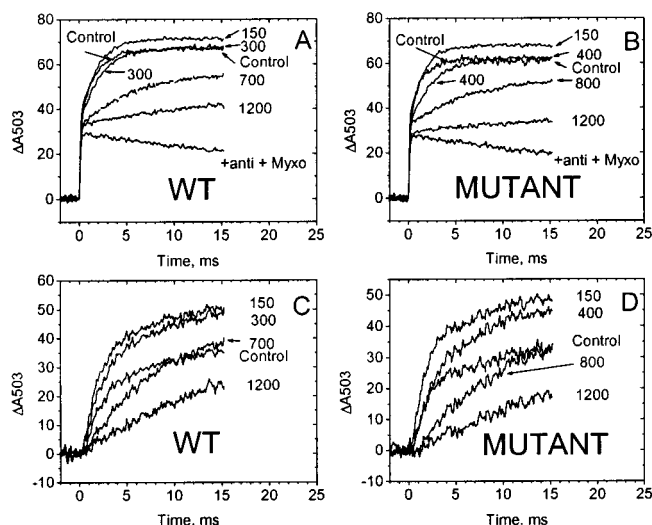 80
60
40
20
0
ΔA503
Control
150
300
300
Control
700
1200
+anti + Myxo
A
WT
0 5 10 15 20 25
Time, ms
80
60
40
20
0
ΔA503
Control
150
400
400
Control
800
1200
+anti + Myxo
B
MUTANT
0 5 10 15 20 25
Time, ms
60
50
40
30
20
10
0
-10
ΔA503
150
300
700
Control
1200
C
WT
0 5 10 15 20 25
Time, ms
60
50
40
30
20
10
0
-10
ΔA503
150
400
Control
800
1200
D
MUTANT
0 5 10 15 20 25
Time, ms